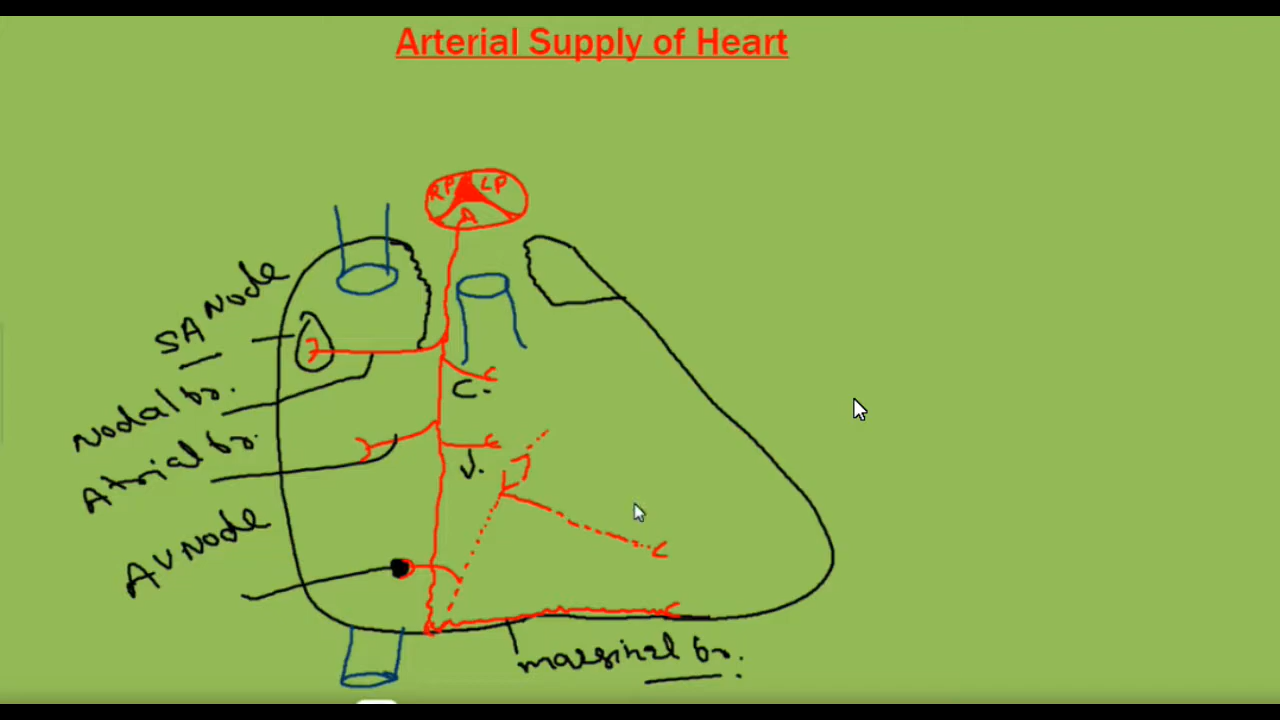 Arterial Supply of Heart
RP LP
A
SA Node
Nodal br.
C.
Atrial br.
V.
AV Node
marginal br.